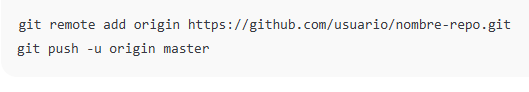 git remote add origin https://github.com/usuario/nombre-repo.git
git push -u origin master